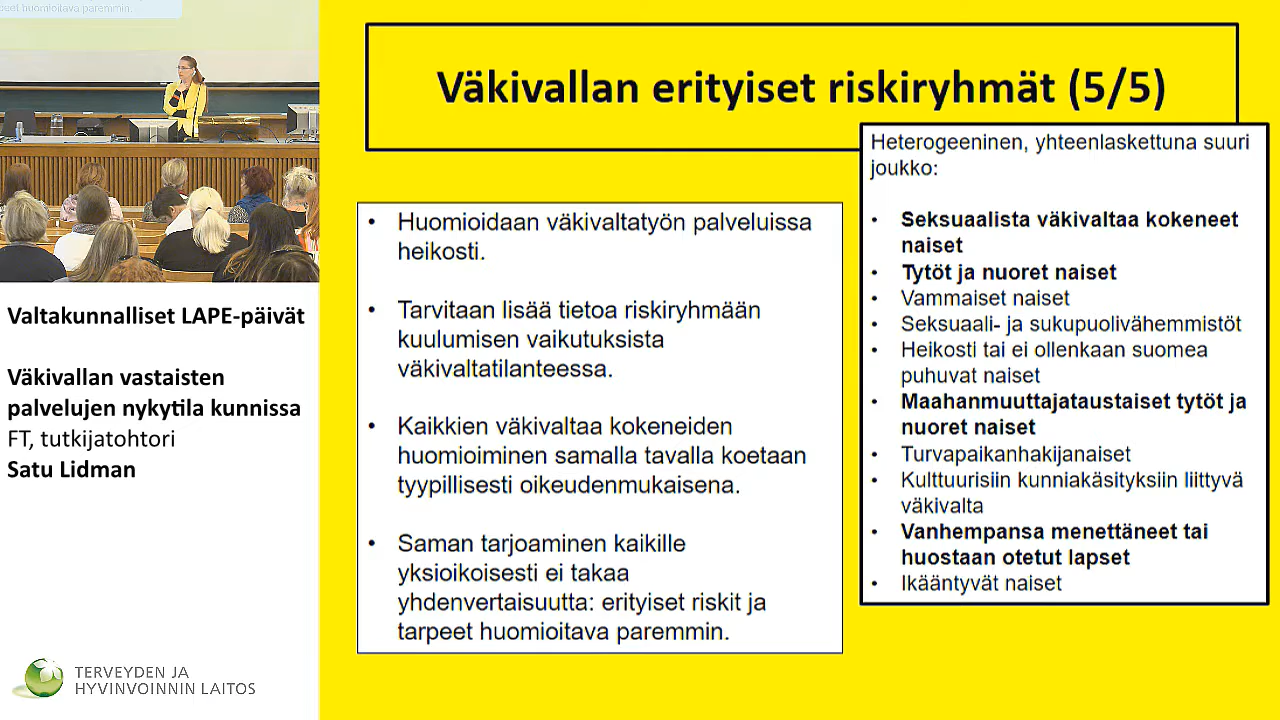 peet huomioitava paremmin.
Väkivallan erityiset riskiryhmät (5/5)
• Huomioidaan väkivaltatyön palveluissa
heikosti.
• Tarvitaan lisää tietoa riskiryhmään
kuulumisen vaikutuksista
väkivaltatilanteessa.
• Kaikkien väkivaltaa kokeneiden
huomioiminen samalla tavalla koetaan
tyypillisesti oikeudenmukaisena.
• Saman tarjoaminen kaikille
yksioikoisesti ei takaa
yhdenvertaisuutta: erityiset riskit ja
tarpeet huomioitava paremmin.
Heterogeeninen, yhteenlaskettuna suuri
joukko:
• Seksuaalista väkivaltaa kokeneet
naiset
• Tytöt ja nuoret naiset
• Vammaiset naiset
• Seksuaali- ja sukupuolivähemmistöt
• Heikosti tai ei ollenkaan suomea
puhuvat naiset
• Maahanmuuttajataustaiset tytöt ja
nuoret naiset
• Turvapaikanhakijanaiset
• Kulttuurisiin kunniakäsityksiin liittyvä
väkivalta
• Vanhempansa menettäneet tai
huostaan otetut lapset
• Ikääntyvät naiset
Valtakunnalliset LAPE-päivät
Väkivallan vastaisten
palvelujen nykytila kunnissa
FT, tutkijatohtori
Satu Lidman
TERVEYDEN JA
HYVINVOINNIN LAITOS